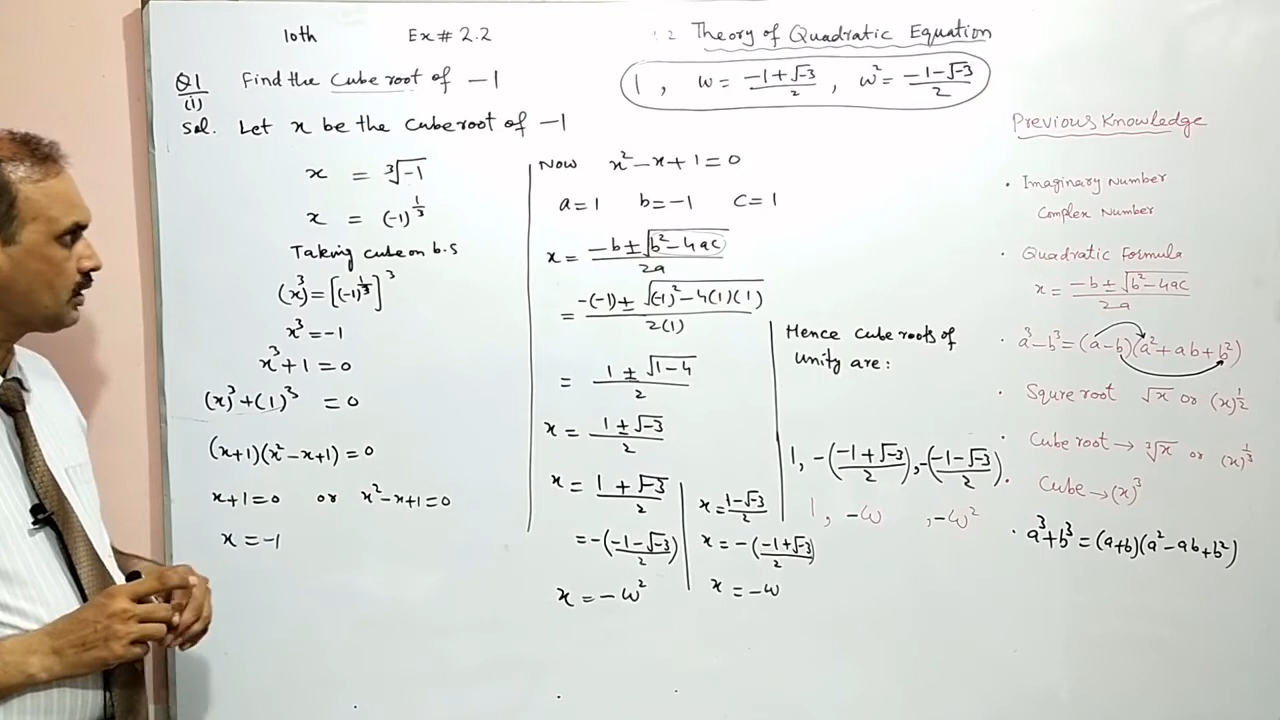 10th Ex# 2.2 : 2 Theory of Quadratic Equation
Q1 Find the Cube root of −1
(i)
1 , ω = (−1+√−3)/2 , ω² = (−1−√−3)/2
Sol. Let x be the Cube root of −1
x = ³√−1
x = (−1)^(1/3)
Taking cube on b.s
(x)³ = [(−1)^(1/3)]³
x³ = −1
x³+1 = 0
(x)³+(1)³ = 0
(x+1)(x²−x+1) = 0
x+1=0 or x²−x+1=0
x = −1
Now x²−x+1=0
a=1 b=−1 C=1
x = (−b±√(b²−4ac))/2a
= (−(−1)±√((−1)²−4(1)(1)))/2(1)
= (1±√(1−4))/2
x = (1±√−3)/2
x = (1+√−3)/2
= −((−1−√−3)/2)
x = −ω²
x = (1−√−3)/2
x = −((−1+√−3)/2)
x = −ω
Hence Cube roots of
Unity are:
1, −((−1+√−3)/2), −((−1−√−3)/2)
1, −ω , −ω²
Previous Knowledge
· Imaginary Number
Complex Number
· Quadratic Formula
x = (−b±√(b²−4ac))/2a
· a³−b³=(a−b)(a²+ab+b²)
· Squre root √x or (x)^(1/2)
· Cube root → ³√x or (x)^(1/3)
· Cube → (x)³
· a³+b³=(a+b)(a²−ab+b²)